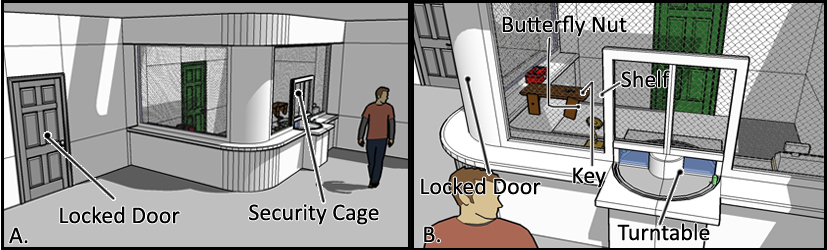 Locked Door
Security Cage
A.
Butterfly Nut
Shelf
Key
Locked Door
Turntable
B.